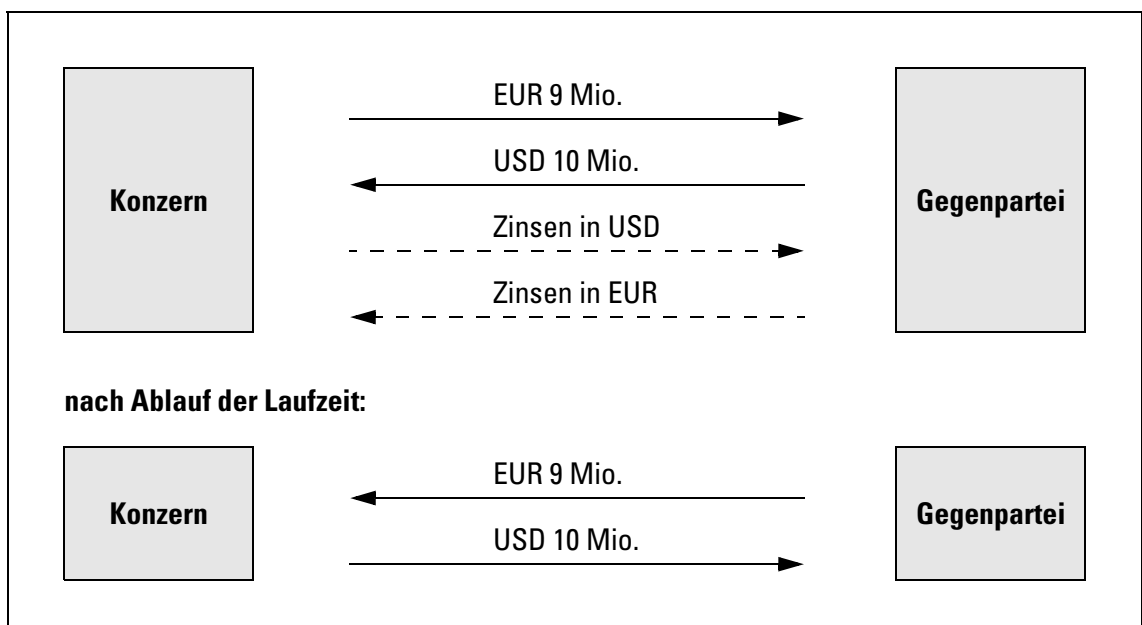 EUR 9 Mio.
USD 10 Mio.
Konzern
Gegenpartei
Zinsen in USD
Zinsen in EUR
nach Ablauf der Laufzeit:
EUR 9 Mio.
Konzern
Gegenpartei
USD 10 Mio.